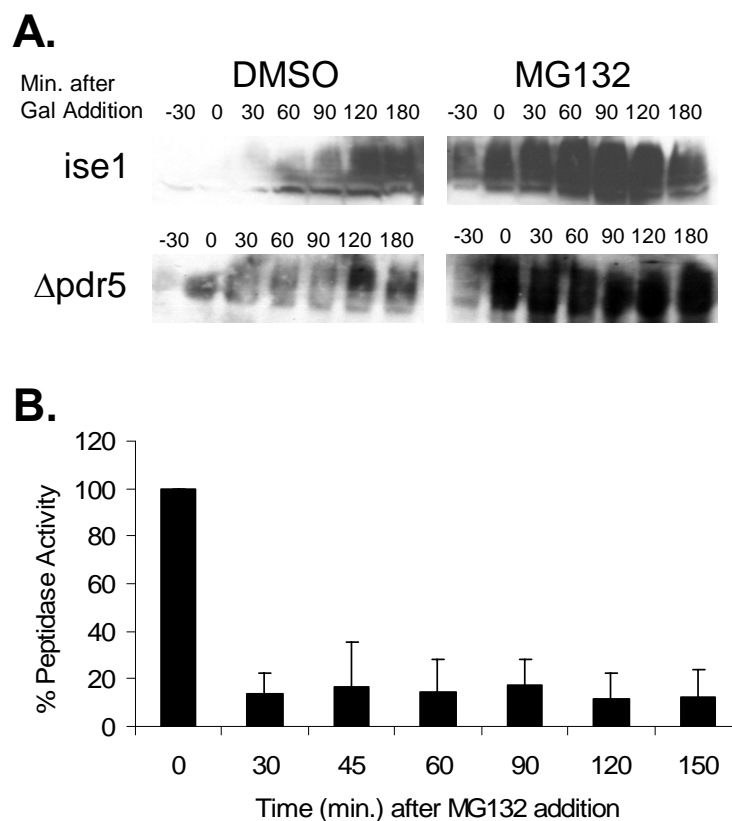 A.
DMSO MG132
Min. after
Gal Addition -30 0 30 60 90 120 180 -30 0 30 60 90 120 180
ise1
-30 0 30 60 90 120 180 -30 0 30 60 90 120 180
Δpdr5
B.
% Peptidase Activity
120
100
80
60
40
20
0
0 30 45 60 90 120 150
Time (min.) after MG132 addition